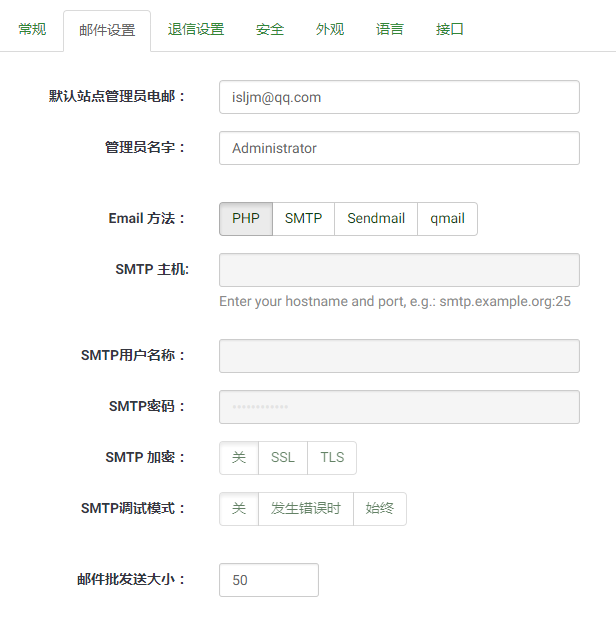 常规 邮件设置 退信设置 安全 外观 语言 接口
默认站点管理员电邮： isljm@qq.com
管理员名字： Administrator
Email 方法： PHP SMTP Sendmail qmail
SMTP 主机:
Enter your hostname and port, e.g.: smtp.example.org:25
SMTP用户名称：
SMTP密码： ************
SMTP 加密： 关 SSL TLS
SMTP调试模式： 关 发生错误时 始终
邮件批发送大小： 50